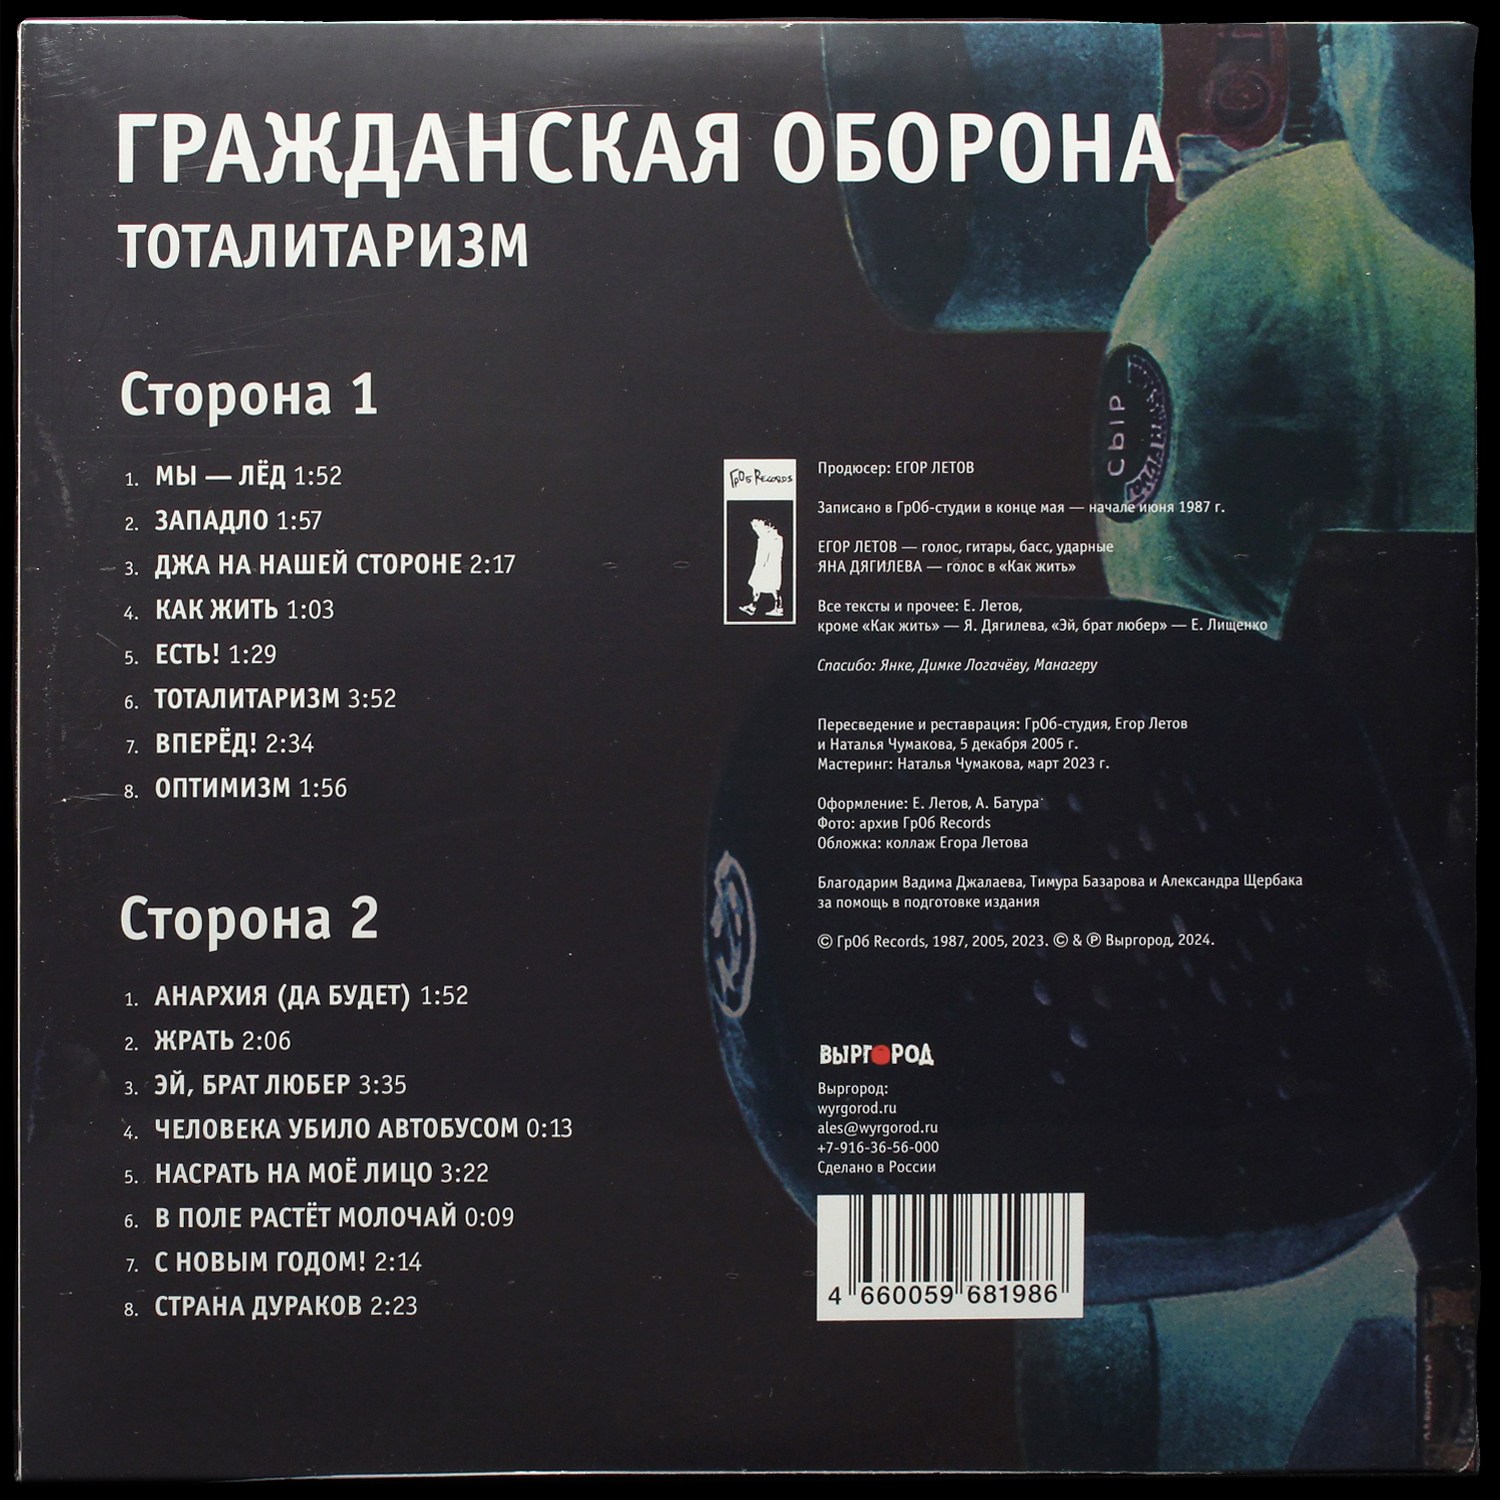 ГРАЖДАНСКАЯ ОБОРОНА
ТОТАЛИТАРИЗМ
Сторона 1
1. МЫ — ЛЁД 1:52
2. ЗАПАДЛО 1:57
3. ДЖА НА НАШЕЙ СТОРОНЕ 2:17
4. КАК ЖИТЬ 1:03
5. ЕСТЬ! 1:29
6. ТОТАЛИТАРИЗМ 3:52
7. ВПЕРЁД! 2:34
8. ОПТИМИЗМ 1:56
Сторона 2
1. АНАРХИЯ (ДА БУДЕТ) 1:52
2. ЖРАТЬ 2:06
3. ЭЙ, БРАТ ЛЮБЕР 3:35
4. ЧЕЛОВЕКА УБИЛО АВТОБУСОМ 0:13
5. НАСРАТЬ НА МОЁ ЛИЦО 3:22
6. В ПОЛЕ РАСТЁТ МОЛОЧАЙ 0:09
7. С НОВЫМ ГОДОМ! 2:14
8. СТРАНА ДУРАКОВ 2:23
ГрОб Records
Продюсер: ЕГОР ЛЕТОВ
Записано в ГрОб-студии в конце мая — начале июня 1987 г.
ЕГОР ЛЕТОВ — голос, гитары, басс, ударные
ЯНА ДЯГИЛЕВА — голос в «Как жить»
Все тексты и прочее: Е. Летов,
кроме «Как жить» — Я. Дягилева, «Эй, брат любер» — Е. Лищенко
Спасибо: Янке, Димке Логачёву, Манагеру
Пересведение и реставрация: ГрОб-студия, Егор Летов
и Наталья Чумакова, 5 декабря 2005 г.
Мастеринг: Наталья Чумакова, март 2023 г.
Оформление: Е. Летов, А. Батура
Фото: архив ГрОб Records
Обложка: коллаж Егора Летова
Благодарим Вадима Джалаева, Тимура Базарова и Александра Щербака
за помощь в подготовке издания
© ГрОб Records, 1987, 2005, 2023. © & ℗ Выргород, 2024.
ВЫРГОРОД
Выргород:
wyrgorod.ru
ales@wyrgorod.ru
+7-916-36-56-000
Сделано в России
4 660059 681986
СЫР